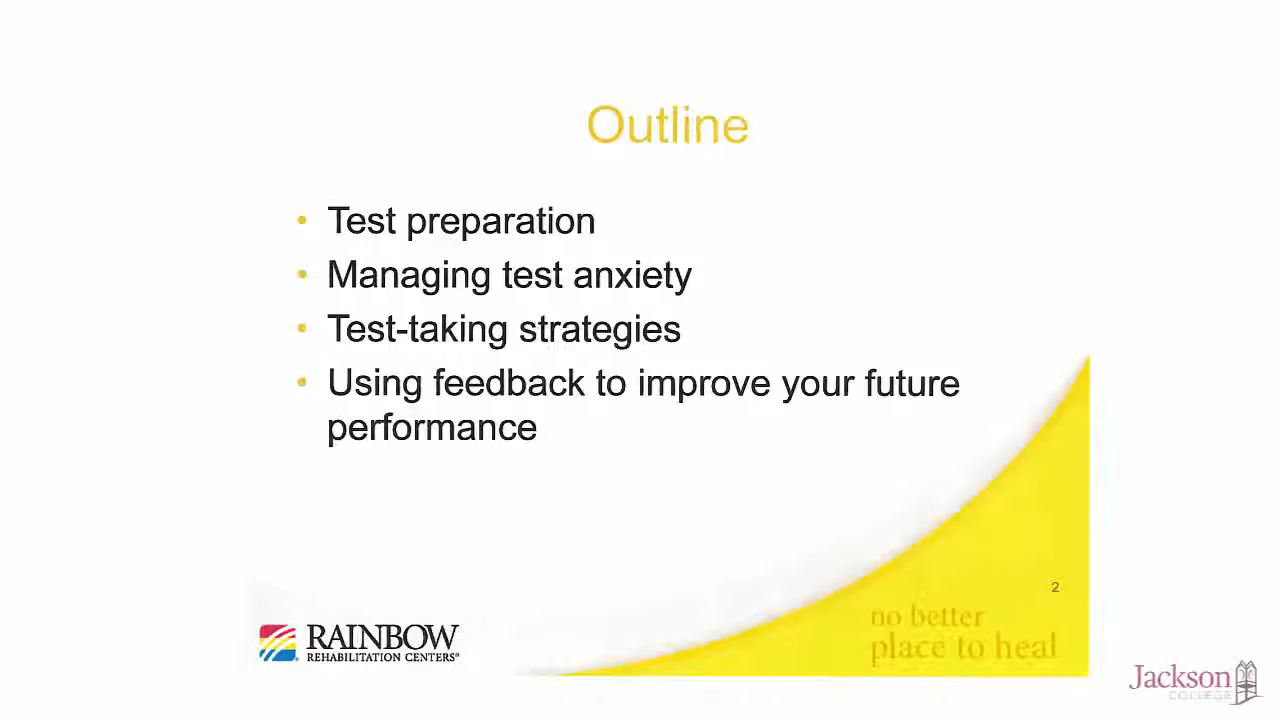 Outline
• Test preparation
• Managing test anxiety
• Test-taking strategies
• Using feedback to improve your future
performance
2
no better
place to heal
RAINBOW
REHABILITATION CENTERS®
Jackson
COLLEGE